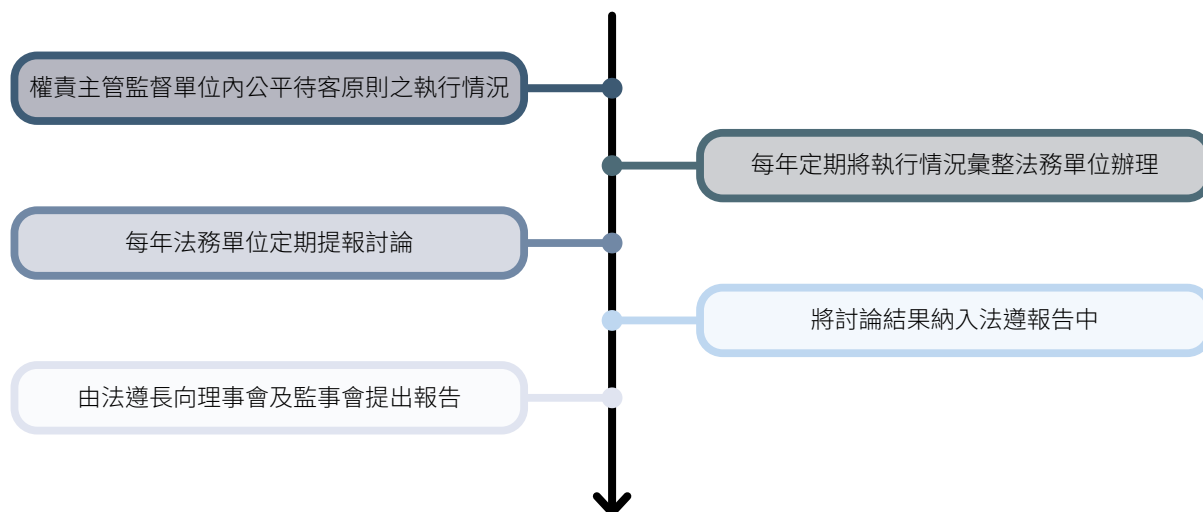 權責主管監督單位內公平待客原則之執行情況
每年定期將執行情況彙整法務單位辦理
每年法務單位定期提報討論
將討論結果納入法遵報告中
由法遵長向理事會及監事會提出報告